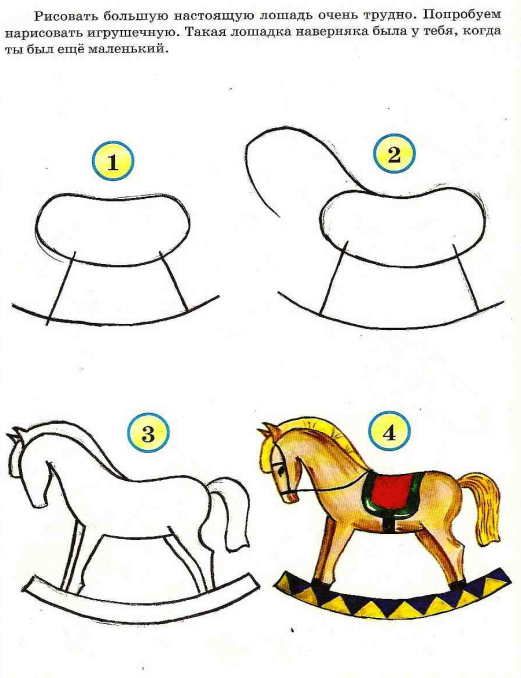 Рисовать большую настоящую лошадь очень трудно. Попробуем
нарисовать игрушечную. Такая лошадка наверняка была у тебя, когда
ты был ещё маленький.
1
2
3
4